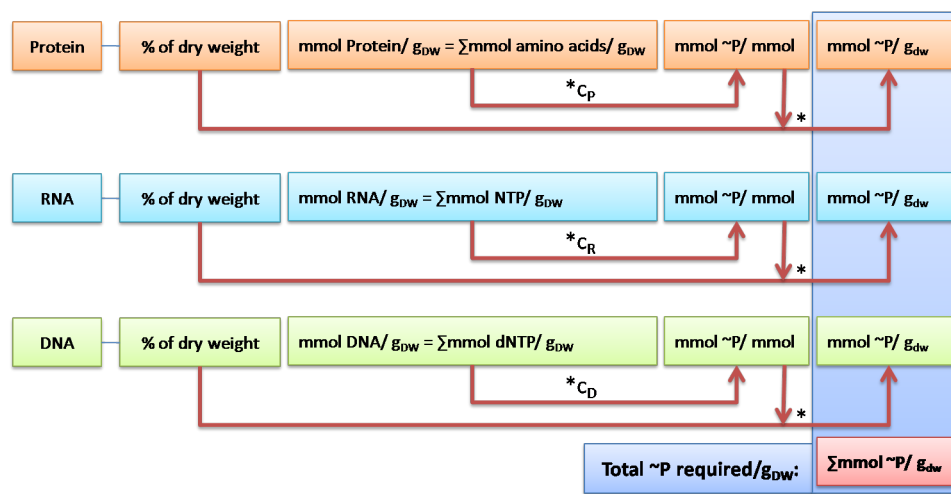 Protein % of dry weight mmol Protein/ gDW = ∑mmol amino acids/ gDW mmol ~P/ mmol mmol ~P/ gdw
*CP
*
RNA % of dry weight mmol RNA/ gDW = ∑mmol NTP/ gDW mmol ~P/ mmol mmol ~P/ gdw
*CR
*
DNA % of dry weight mmol DNA/ gDW = ∑mmol dNTP/ gDW mmol ~P/ mmol mmol ~P/ gdw
*CD
*
Total ~P required/gDW: ∑mmol ~P/ gdw